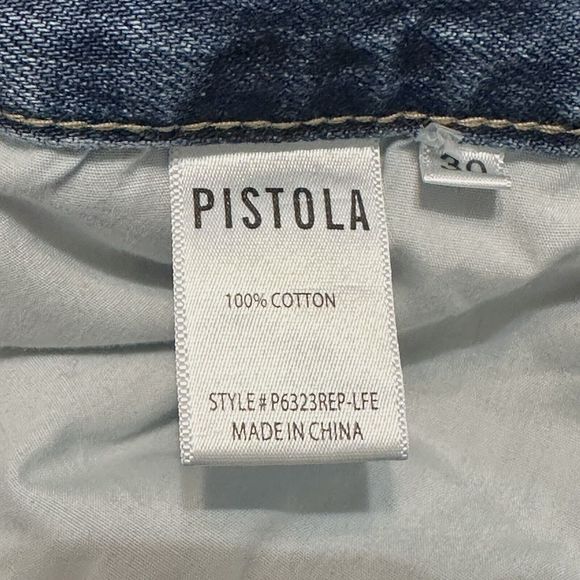 PISTOLA
30
100% COTTON
STYLE # P6323REP-LFE
MADE IN CHINA